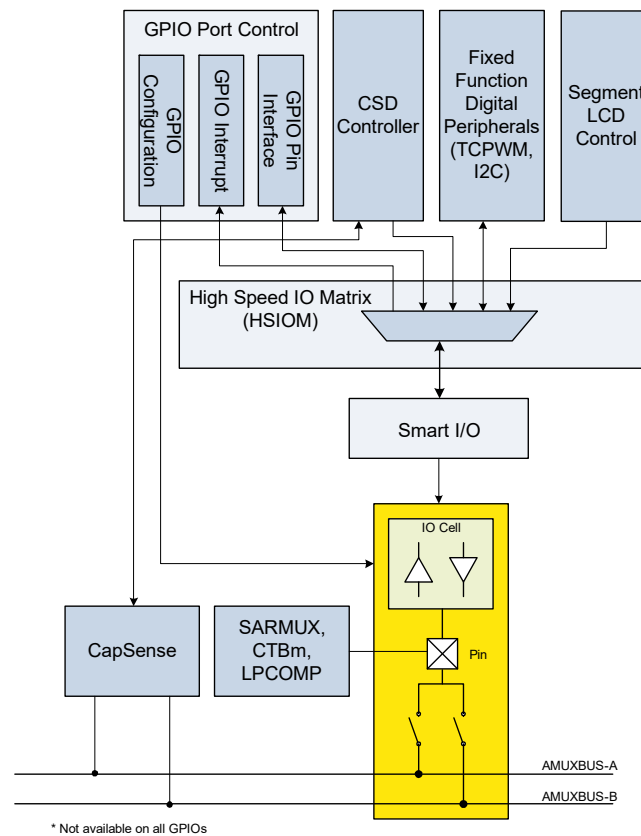 GPIO Port Control
GPIO
Configuration
GPIO Interrupt
GPIO Pin
Interface
CSD
Controller
Fixed
Function
Digital
Peripherals
(TCPWM,
I2C)
Segment
LCD
Control
High Speed IO Matrix
(HSIOM)
Smart I/O
IO Cell
CapSense
SARMUX,
CTBm,
LPCOMP
Pin
AMUXBUS-A
AMUXBUS-B
* Not available on all GPIOs